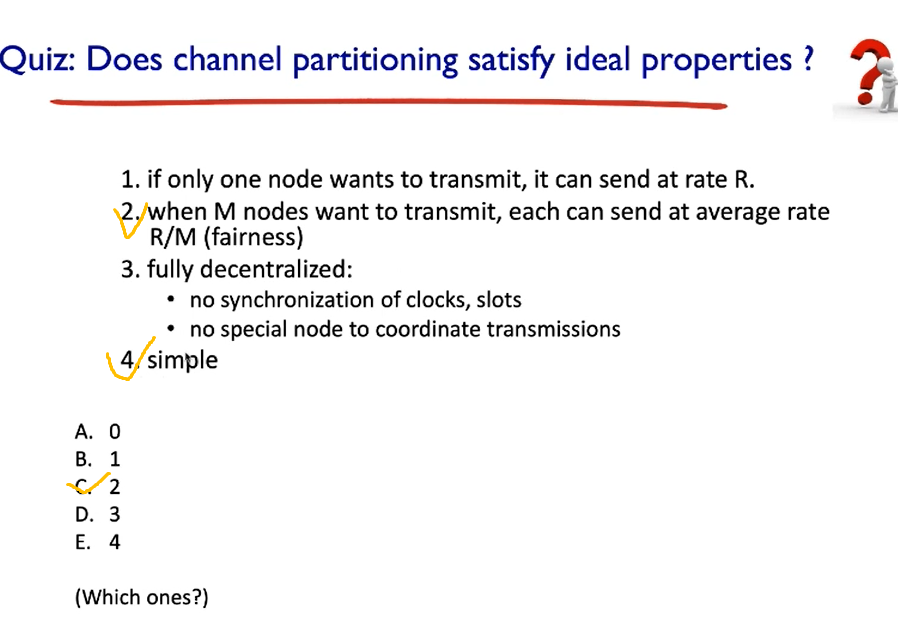 Quiz: Does channel partitioning satisfy ideal properties ?
1. if only one node wants to transmit, it can send at rate R.
2. when M nodes want to transmit, each can send at average rate
R/M (fairness)
3. fully decentralized:
• no synchronization of clocks, slots
• no special node to coordinate transmissions
4. simple
A. 0
B. 1
C. 2
D. 3
E. 4
(Which ones?)